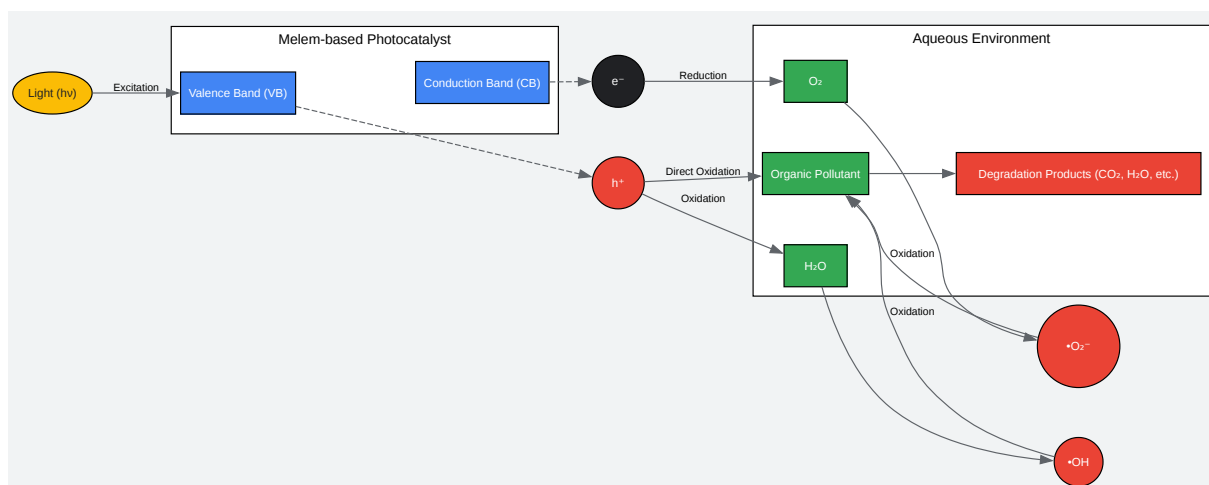 Melem-based Photocatalyst
Aqueous Environment
Light (hν)
Excitation
Valence Band (VB)
Conduction Band (CB)
e⁻
Reduction
O₂
h⁺
Direct Oxidation
Oxidation
Organic Pollutant
Degradation Products (CO₂, H₂O, etc.)
H₂O
Oxidation
Oxidation
•O₂⁻
•OH